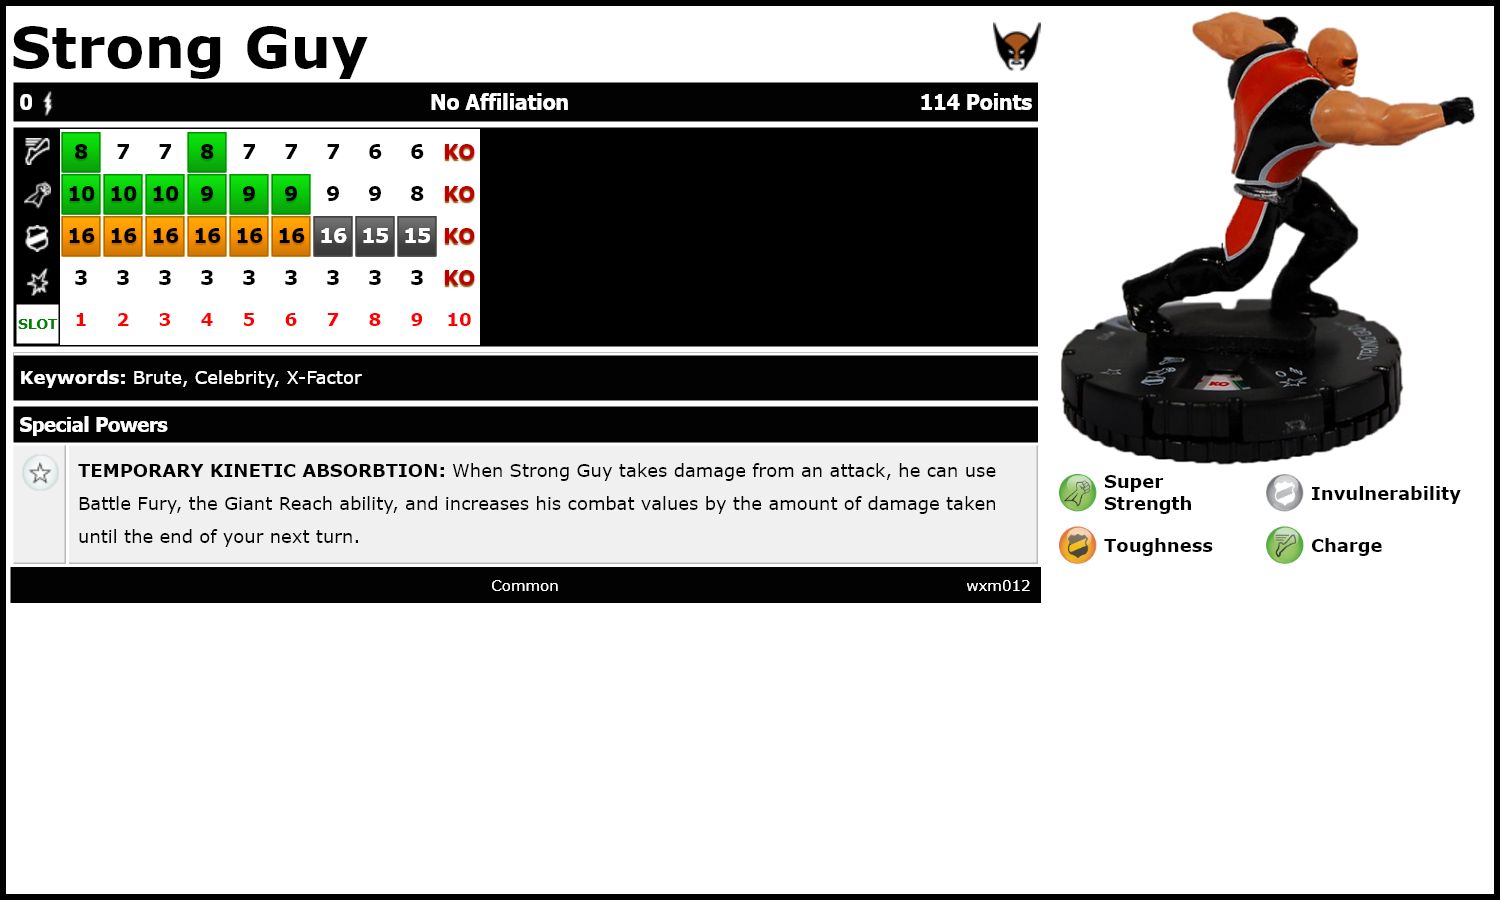 Strong Guy
0 No Affiliation 114 Points
8 7 7 8 7 7 7 6 6 KO
10 10 10 9 9 9 9 9 8 KO
16 16 16 16 16 16 16 15 15 KO
3 3 3 3 3 3 3 3 3 KO
SLOT 1 2 3 4 5 6 7 8 9 10
Keywords: Brute, Celebrity, X-Factor
Special Powers
TEMPORARY KINETIC ABSORBTION: When Strong Guy takes damage from an attack, he can use
Battle Fury, the Giant Reach ability, and increases his combat values by the amount of damage taken
until the end of your next turn.
Common wxm012
STRONG GUY
KO
Super
Strength
Invulnerability
Toughness
Charge